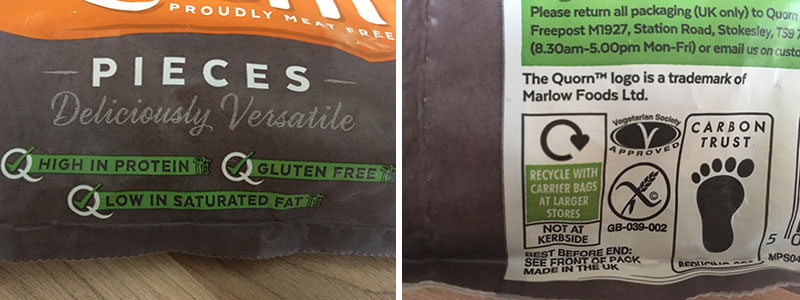 PROUDLY MEAT FREE
PIECES
Deliciously Versatile
HIGH IN PROTEIN
GLUTEN FREE
LOW IN SATURATED FAT
Please return all packaging (UK only) to Quorn
Freepost M1927, Station Road, Stokesley, TS9 7
(8.30am-5.00pm Mon-Fri) or email us on
The Quorn™ logo is a trademark of
Marlow Foods Ltd.
RECYCLE WITH
CARRIER BAGS
AT LARGER
STORES
NOT AT
KERBSIDE
Vegetarian Society
APPROVED
GB-039-002
CARBON
TRUST
BEST BEFORE END:
SEE FRONT OF PACK
MADE IN THE UK
5
MPS04